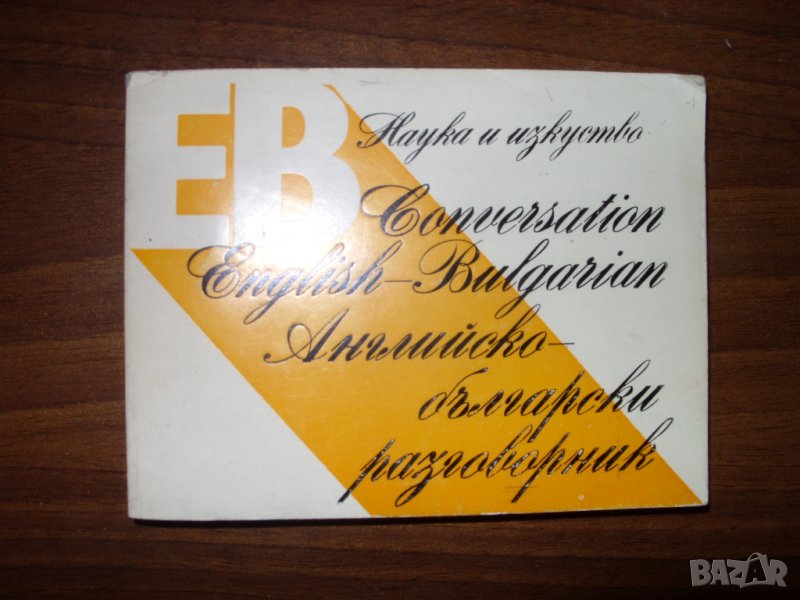 EB
Наука и изкуство
Conversation
English-Bulgarian
Английско-
български
разговорник
BAZAR